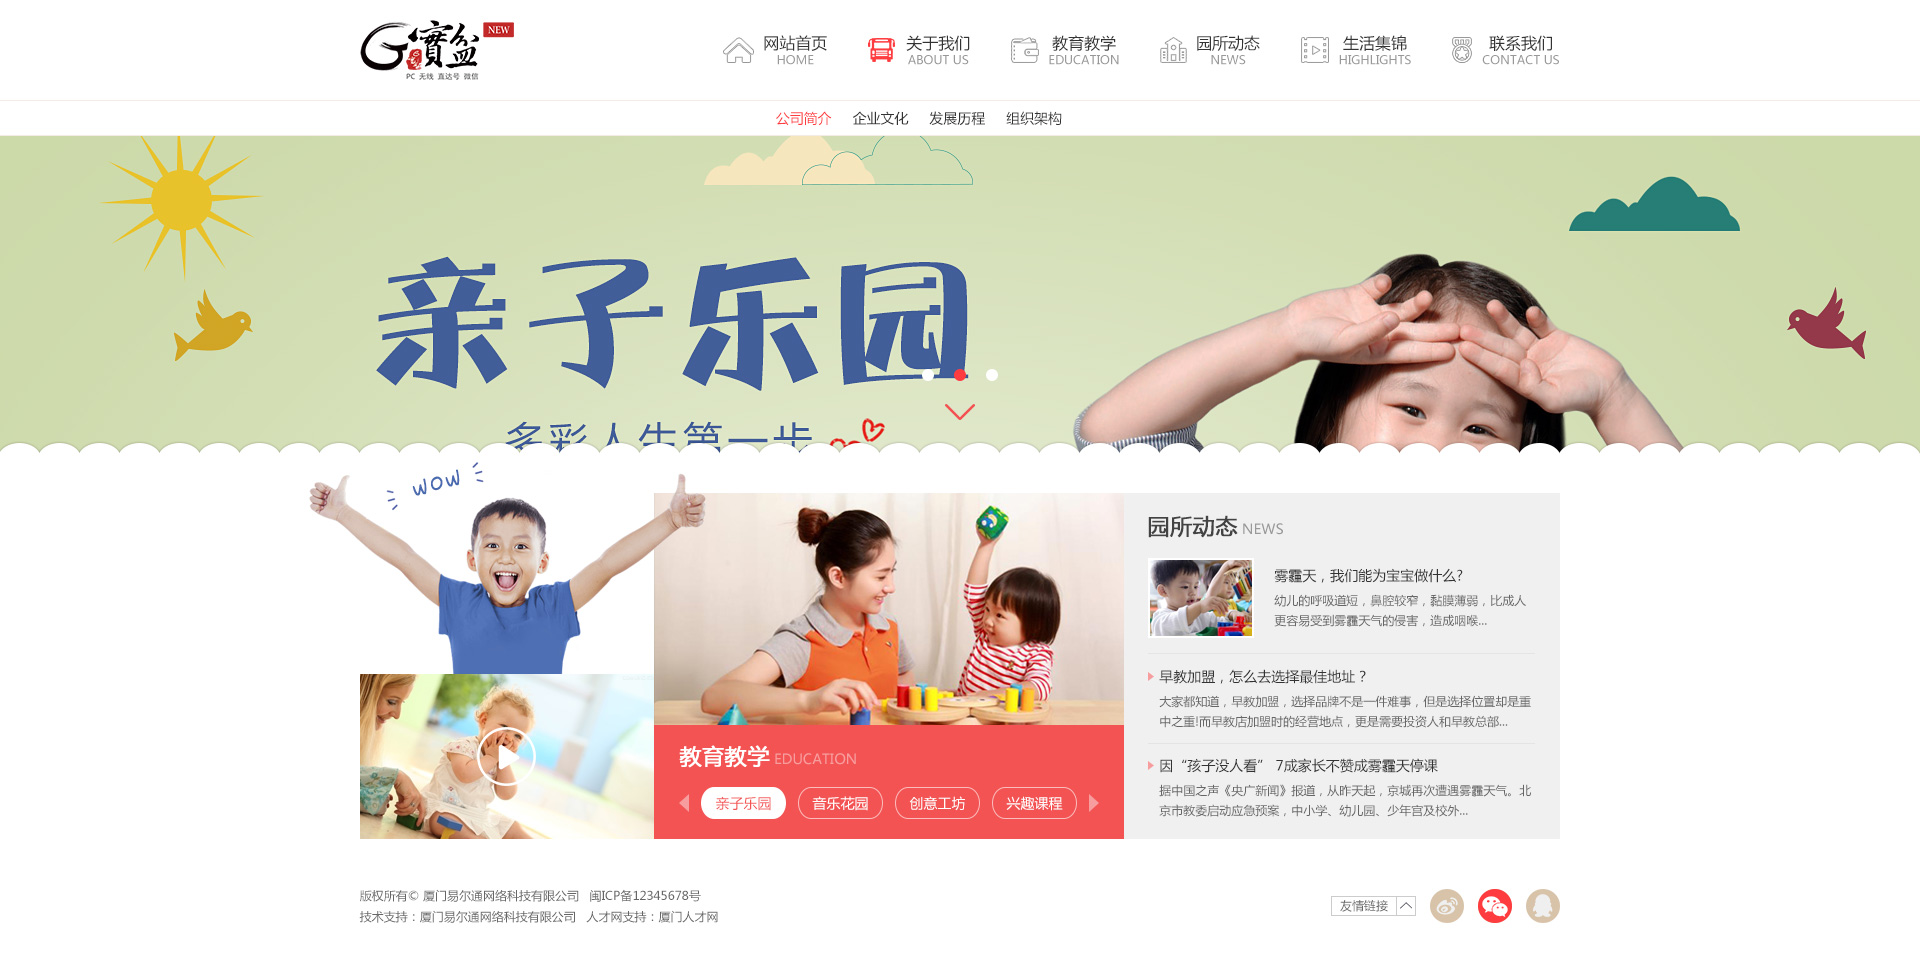 G實盆 NEW
PC 无线 直达号 微信
网站首页
HOME
关于我们
ABOUT US
教育教学
EDUCATION
园所动态
NEWS
生活集锦
HIGHLIGHTS
联系我们
CONTACT US
公司简介 企业文化 发展历程 组织架构
亲子乐园
多彩人生第一步
WOW
教育教学 EDUCATION
亲子乐园 音乐花园 创意工坊 兴趣课程
园所动态 NEWS
雾霾天，我们能为宝宝做什么?
幼儿的呼吸道短，鼻腔较窄，黏膜薄弱，比成人
更容易受到雾霾天气的侵害，造成咽喉...
早教加盟，怎么去选择最佳地址？
大家都知道，早教加盟，选择品牌不是一件难事，但是选择位置却是重
中之重!而早教店加盟时的经营地点，更是需要投资人和早教总部...
因“孩子没人看” 7成家长不赞成雾霾天停课
据中国之声《央广新闻》报道，从昨天起，京城再次遭遇雾霾天气。北
京市教委启动应急预案，中小学、幼儿园、少年宫及校外...
版权所有© 厦门易尔通网络科技有限公司 闽ICP备12345678号
技术支持：厦门易尔通网络科技有限公司 人才网支持：厦门人才网
友情链接